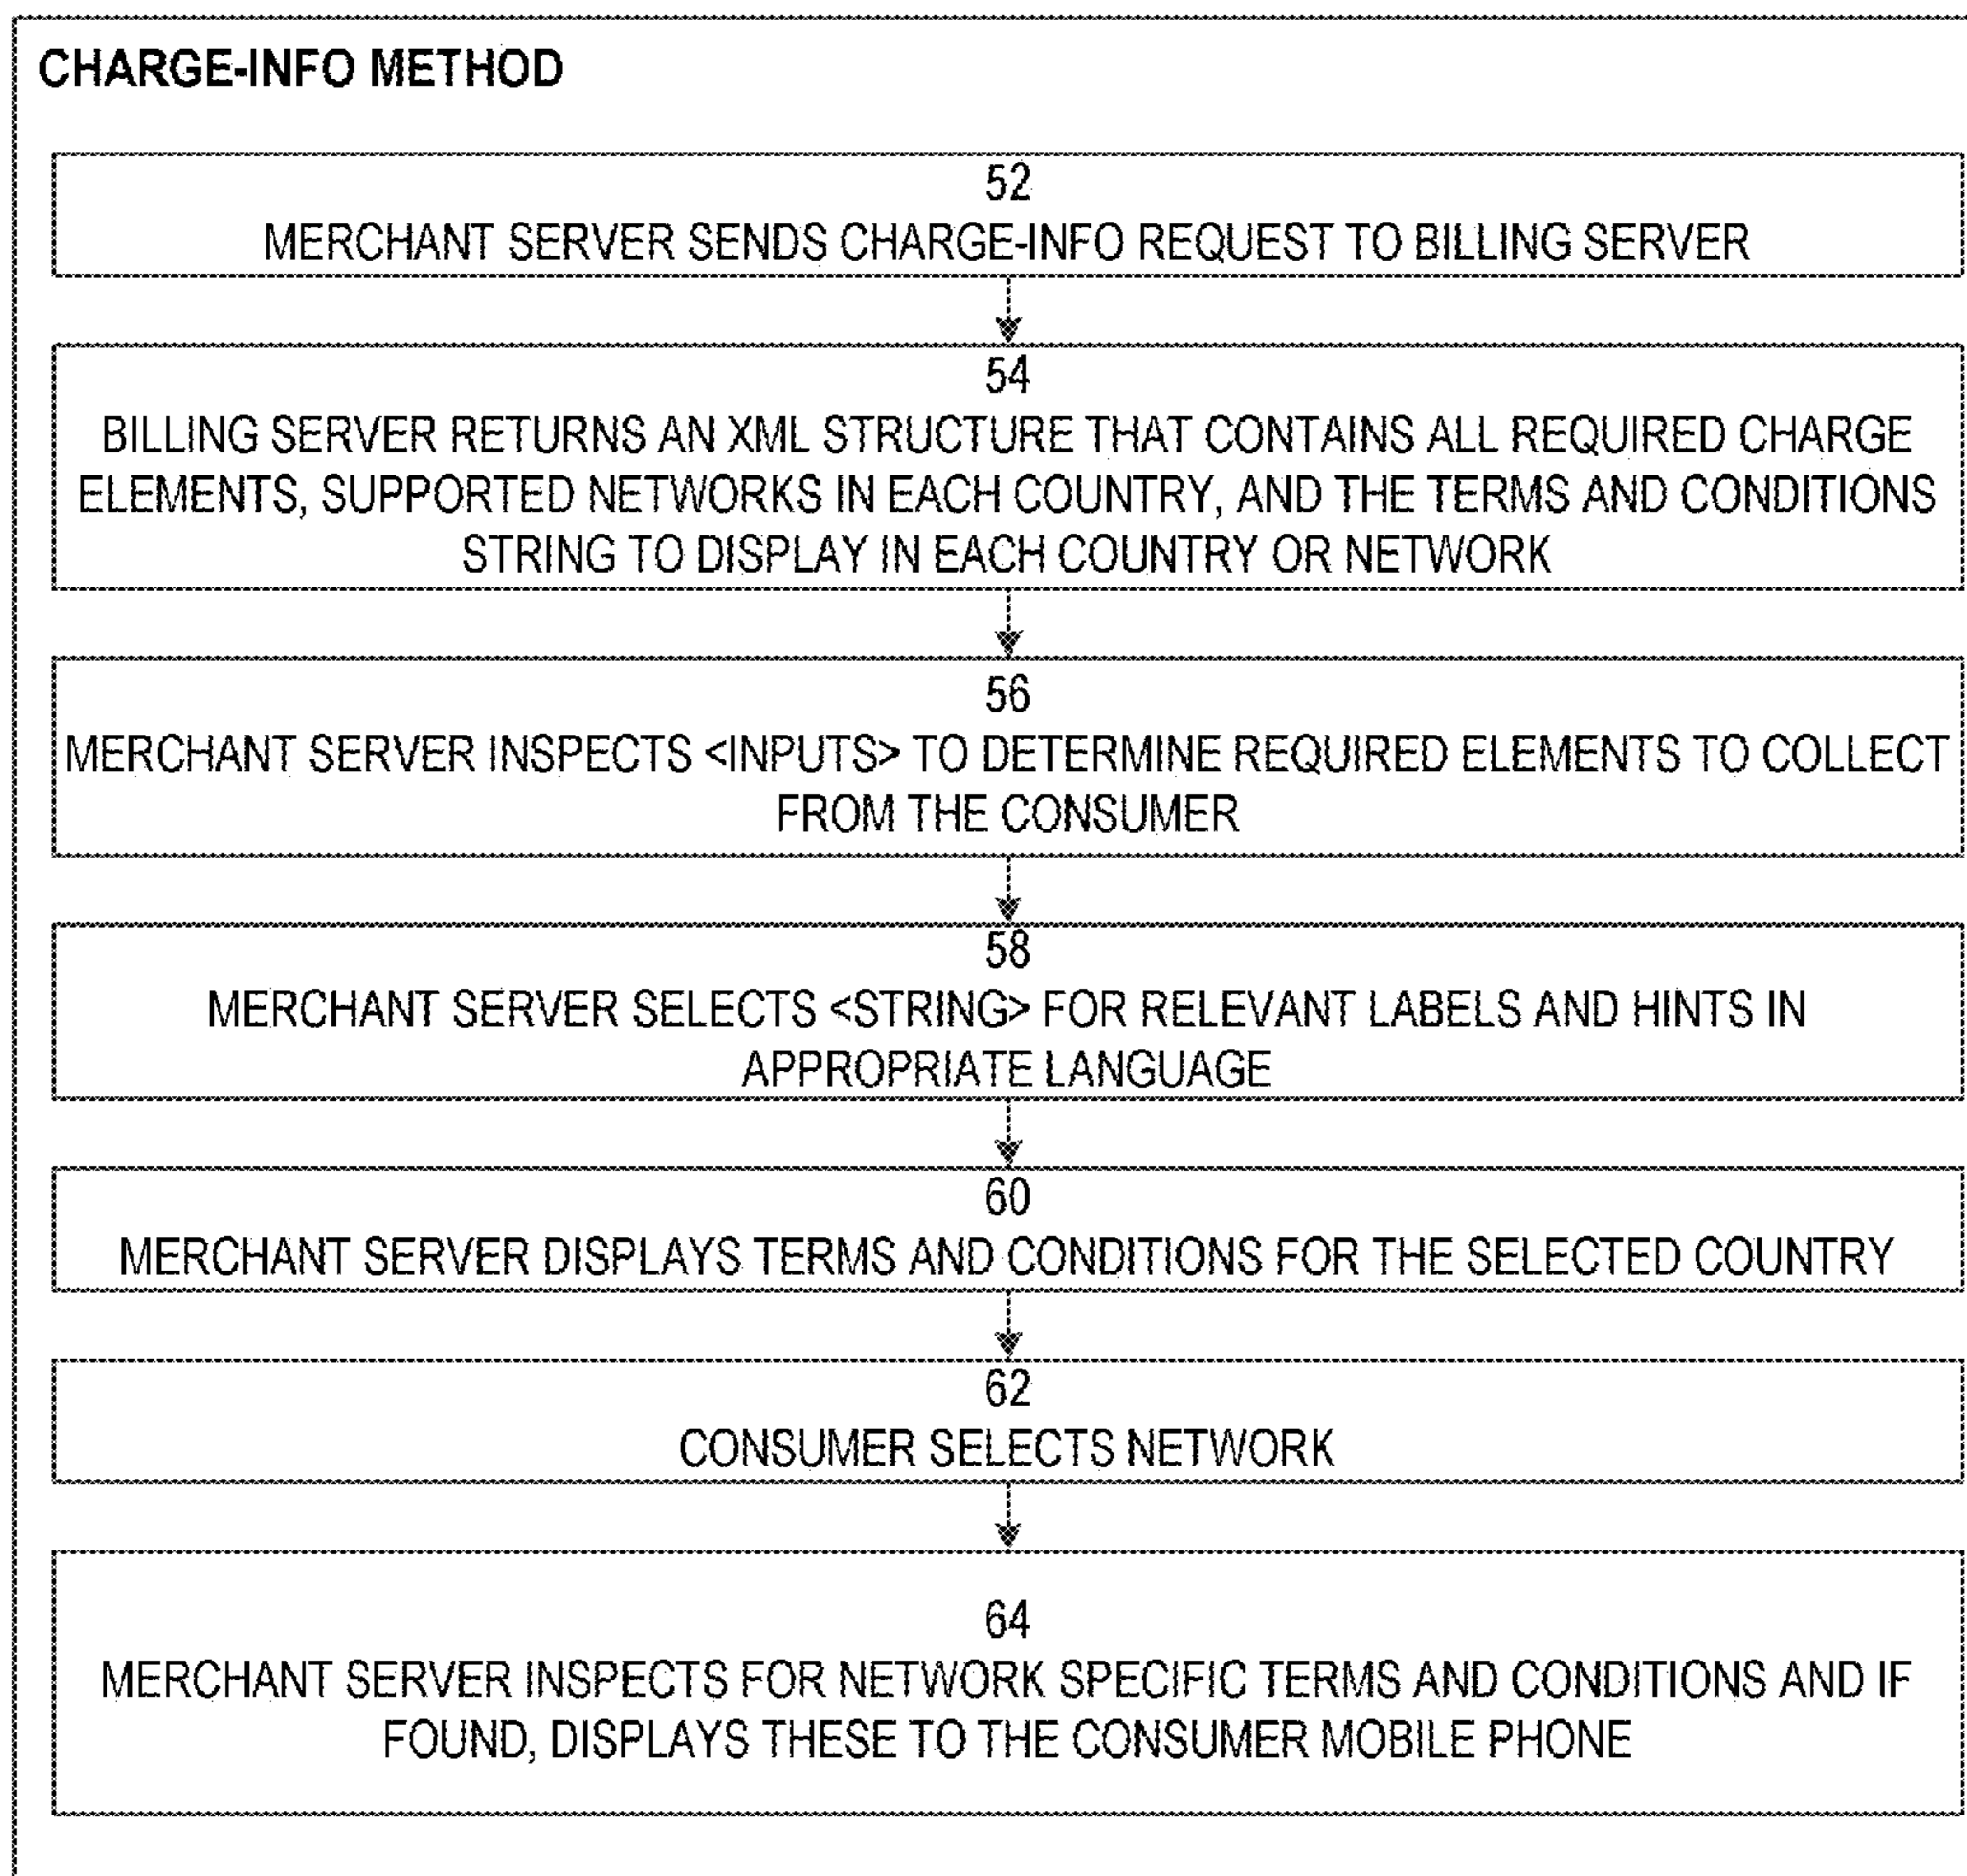 CHARGE-INFO METHOD
52
MERCHANT SERVER SENDS CHARGE-INFO REQUEST TO BILLING SERVER
54
BILLING SERVER RETURNS AN XML STRUCTURE THAT CONTAINS ALL REQUIRED CHARGE
ELEMENTS, SUPPORTED NETWORKS IN EACH COUNTRY, AND THE TERMS AND CONDITIONS
STRING TO DISPLAY IN EACH COUNTRY OR NETWORK
56
MERCHANT SERVER INSPECTS <INPUTS> TO DETERMINE REQUIRED ELEMENTS TO COLLECT
FROM THE CONSUMER
58
MERCHANT SERVER SELECTS <STRING> FOR RELEVANT LABELS AND HINTS IN
APPROPRIATE LANGUAGE
60
MERCHANT SERVER DISPLAYS TERMS AND CONDITIONS FOR THE SELECTED COUNTRY
62
CONSUMER SELECTS NETWORK
64
MERCHANT SERVER INSPECTS FOR NETWORK SPECIFIC TERMS AND CONDITIONS AND IF
FOUND, DISPLAYS THESE TO THE CONSUMER MOBILE PHONE